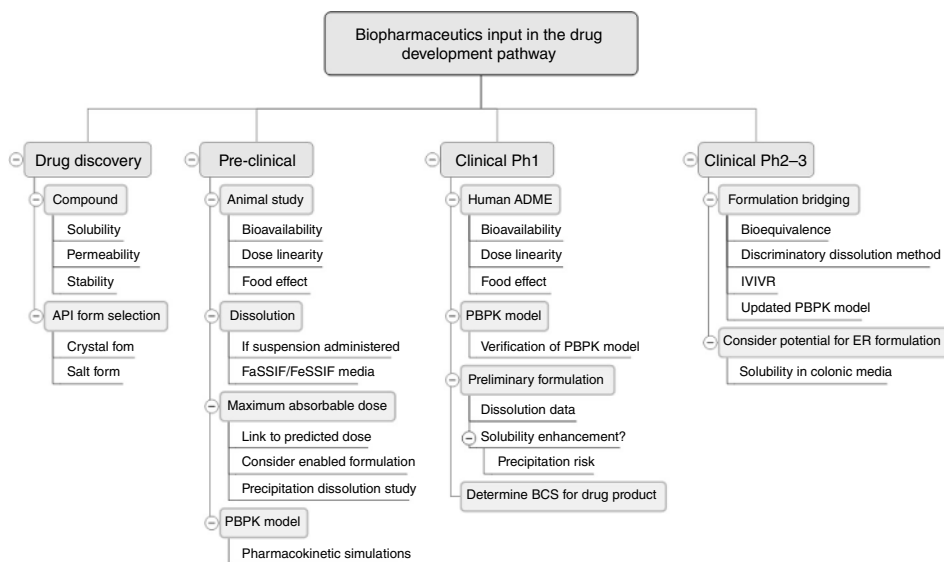 Biopharmaceutics input in the drug
development pathway
Drug discovery
Compound
Solubility
Permeability
Stability
API form selection
Crystal fom
Salt form
Pre-clinical
Animal study
Bioavailability
Dose linearity
Food effect
Dissolution
If suspension administered
FaSSIF/FeSSIF media
Maximum absorbable dose
Link to predicted dose
Consider enabled formulation
Precipitation dissolution study
PBPK model
Pharmacokinetic simulations
Clinical Ph1
Human ADME
Bioavailability
Dose linearity
Food effect
PBPK model
Verification of PBPK model
Preliminary formulation
Dissolution data
Solubility enhancement?
Precipitation risk
Determine BCS for drug product
Clinical Ph2–3
Formulation bridging
Bioequivalence
Discriminatory dissolution method
IVIVR
Updated PBPK model
Consider potential for ER formulation
Solubility in colonic media